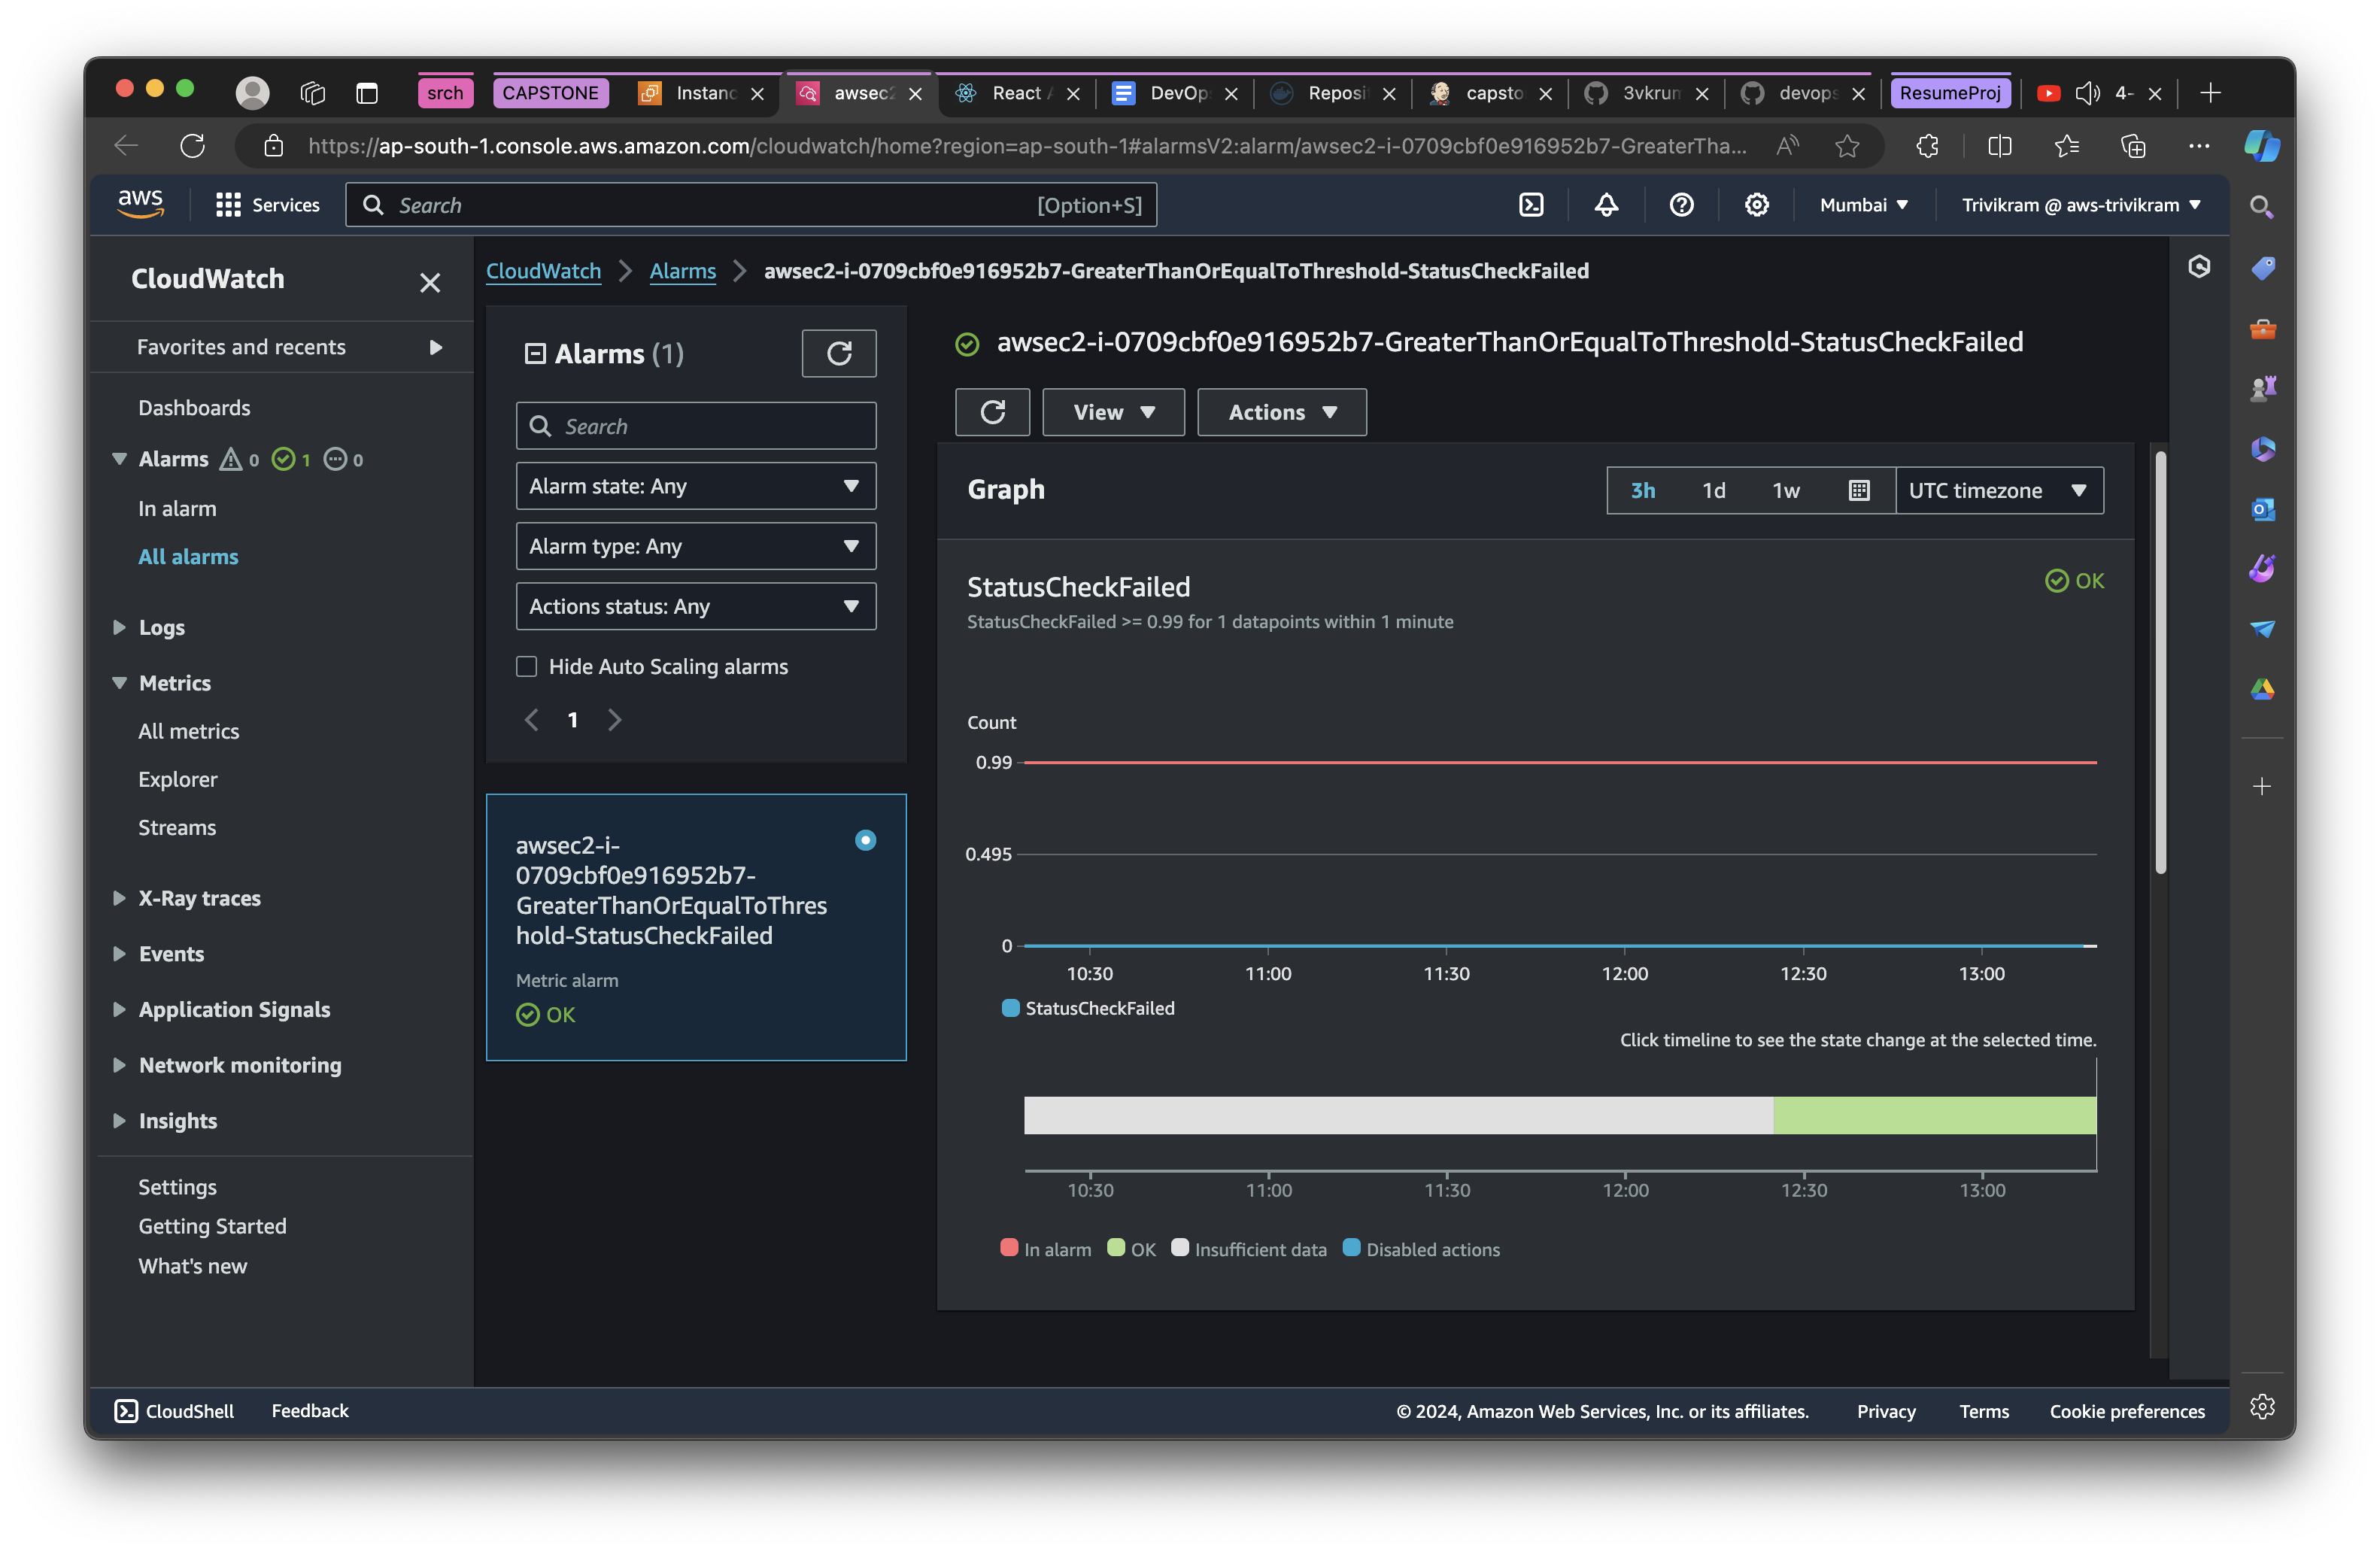 srch
CAPSTONE
Instanc
awsec2
React A
DevOp
Reposi
capsto
3vkrum
devops
ResumeProj
4-
https://ap-south-1.console.aws.amazon.com/cloudwatch/home?region=ap-south-1#alarmsV2:alarm/awsec2-i-0709cbf0e916952b7-GreaterTha...
aws
Services
Search
[Option+S]
Mumbai
Trivikram @ aws-trivikram
CloudWatch
Favorites and recents
Dashboards
Alarms 0 1 0
In alarm
All alarms
Logs
Metrics
All metrics
Explorer
Streams
X-Ray traces
Events
Application Signals
Network monitoring
Insights
Settings
Getting Started
What's new
CloudWatch
Alarms
awsec2-i-0709cbf0e916952b7-GreaterThanOrEqualToThreshold-StatusCheckFailed
Alarms (1)
Search
Alarm state: Any
Alarm type: Any
Actions status: Any
Hide Auto Scaling alarms
1
awsec2-i-
0709cbf0e916952b7-
GreaterThanOrEqualToThres
hold-StatusCheckFailed
Metric alarm
OK
awsec2-i-0709cbf0e916952b7-GreaterThanOrEqualToThreshold-StatusCheckFailed
View
Actions
Graph
3h
1d
1w
UTC timezone
StatusCheckFailed
OK
StatusCheckFailed >= 0.99 for 1 datapoints within 1 minute
Count
0.99
0.495
0
10:30 11:00 11:30 12:00 12:30 13:00
StatusCheckFailed
Click timeline to see the state change at the selected time.
10:30 11:00 11:30 12:00 12:30 13:00
In alarm OK Insufficient data Disabled actions
CloudShell
Feedback
© 2024, Amazon Web Services, Inc. or its affiliates.
Privacy
Terms
Cookie preferences